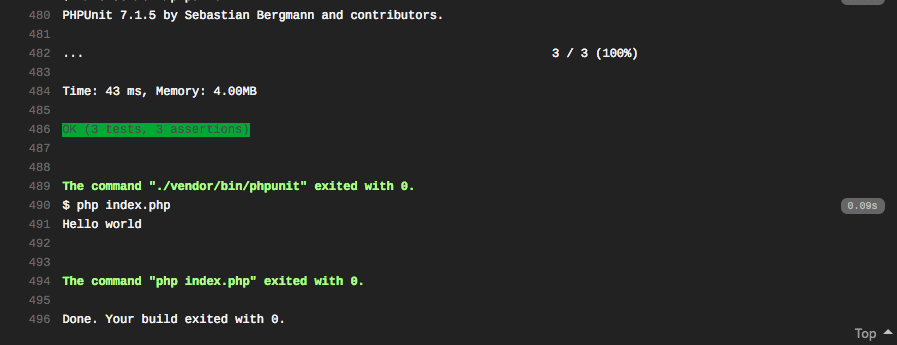 480 PHPUnit 7.1.5 by Sebastian Bergmann and contributors.
481
482 ... 3 / 3 (100%)
483
484 Time: 43 ms, Memory: 4.00MB
485
486 OK (3 tests, 3 assertions)
487
488
489 The command "./vendor/bin/phpunit" exited with 0.
490 $ php index.php 0.09s
491 Hello world
492
493
494 The command "php index.php" exited with 0.
495
496 Done. Your build exited with 0.
Top